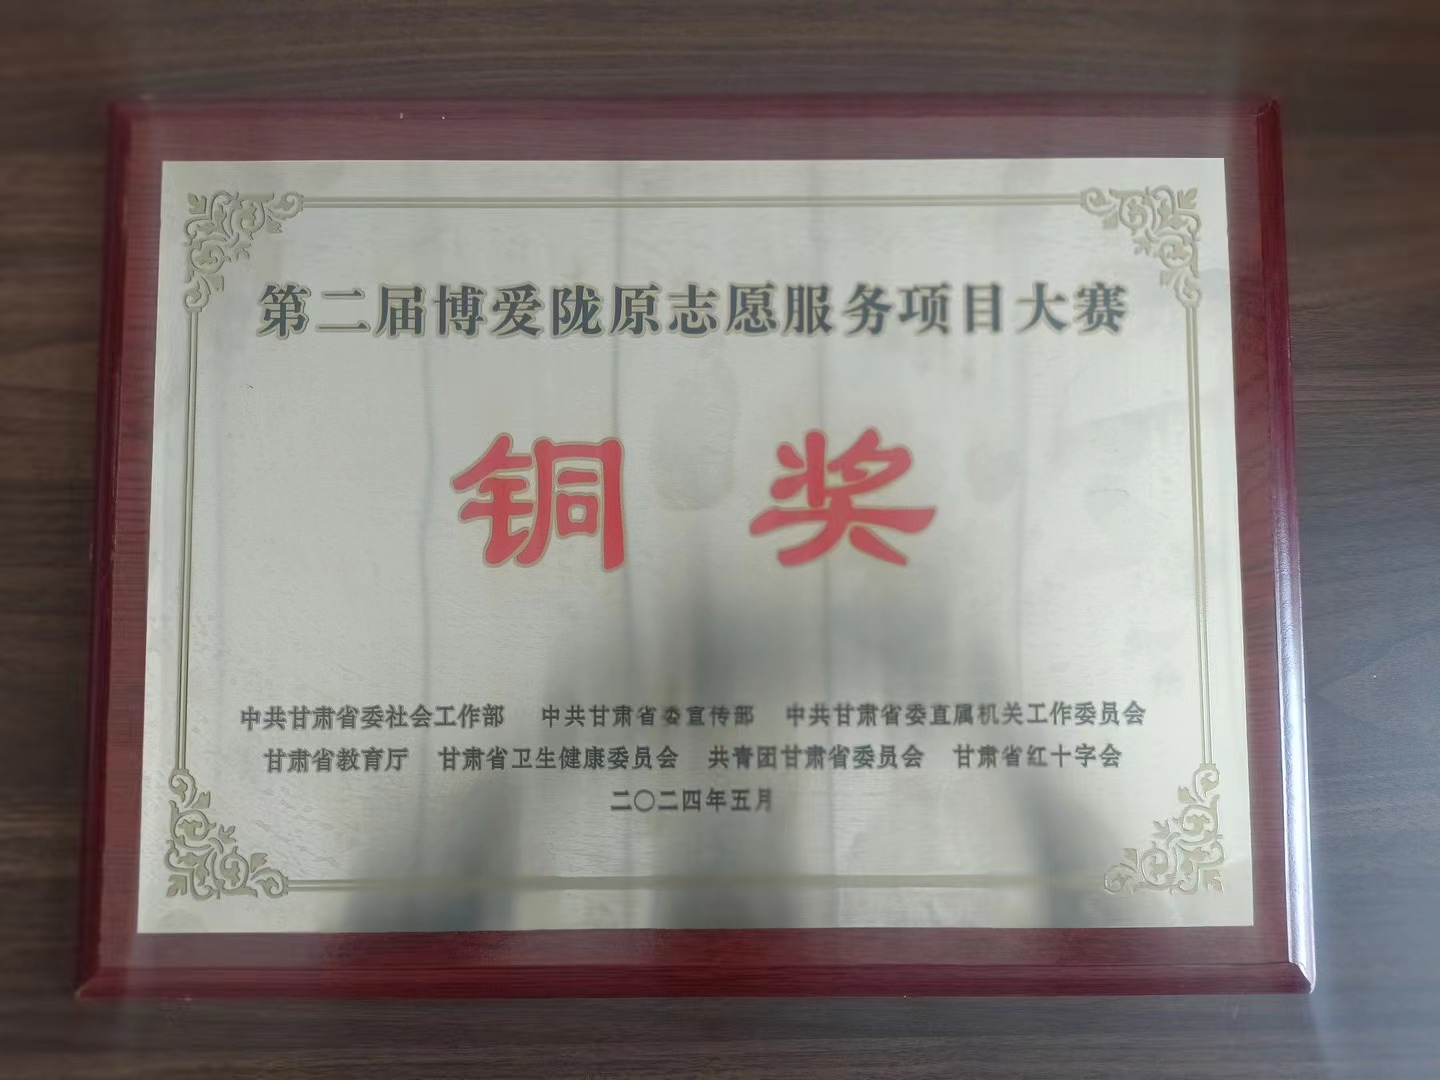 第二届博爱陇原志愿服务项目大赛
铜 奖
中共甘肃省委社会工作部 中共甘肃省委宣传部 中共甘肃省委直属机关工作委员会
甘肃省教育厅 甘肃省卫生健康委员会 共青团甘肃省委员会 甘肃省红十字会
二〇二四年五月